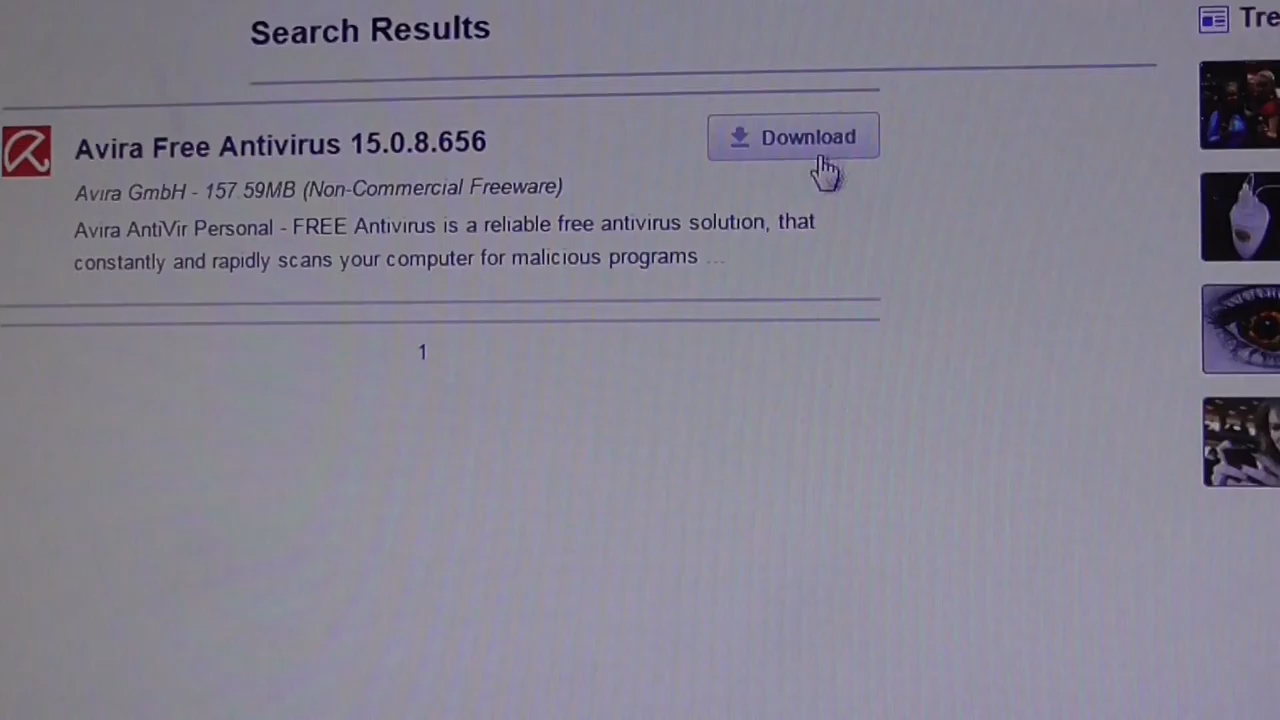 Search Results
Tre
Avira Free Antivirus 15.0.8.656
Download
Avira GmbH - 157.59MB (Non-Commercial Freeware)
Avira AntiVir Personal - FREE Antivirus is a reliable free antivirus solution, that
constantly and rapidly scans your computer for malicious programs ...
1